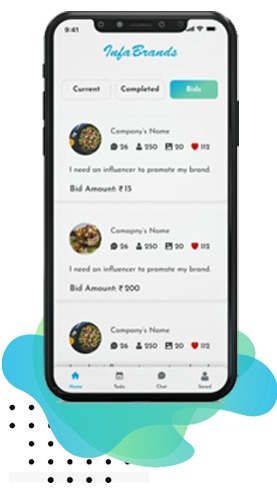 9:41
InfaBrands
Current Completed Bids
Company's Name
26 250 20 112
I need an influencer to promote my brand.
Bid Amount: ₹15
Comapny's Name
26 250 20 112
I need an influencer to promote my brand.
Bid Amount: ₹200
Company's Name
26 250 20 112
Home Tasks Chat Saved